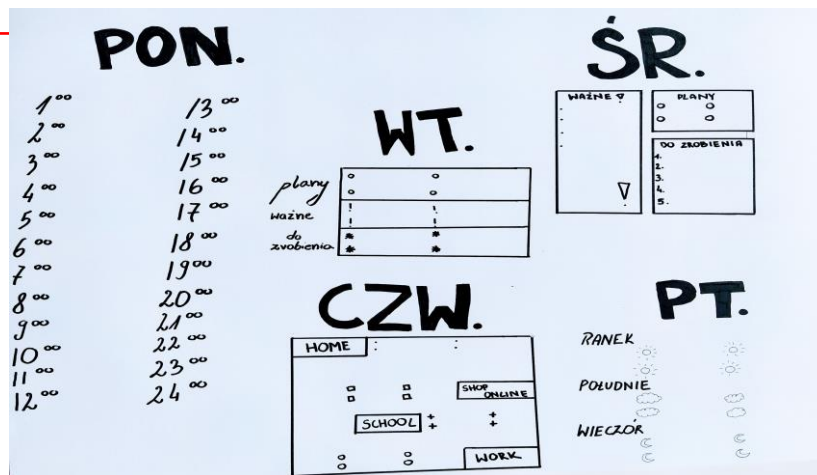 PON.
1⁰⁰
2⁰⁰
3⁰⁰
4⁰⁰
5⁰⁰
6⁰⁰
7⁰⁰
8⁰⁰
9⁰⁰
10⁰⁰
11⁰⁰
12⁰⁰
13⁰⁰
14⁰⁰
15⁰⁰
16⁰⁰
17⁰⁰
18⁰⁰
19⁰⁰
20⁰⁰
21⁰⁰
22⁰⁰
23⁰⁰
24⁰⁰
WT.
plany
ważne
do
zrobienia
ŚR.
WAŻNE !
PLANY
DO ZROBIENIA
1.
2.
3.
4.
5.
CZW.
HOME
SHOP
ONLINE
SCHOOL
WORK
PT.
RANEK
POŁUDNIE
WIECZÓR